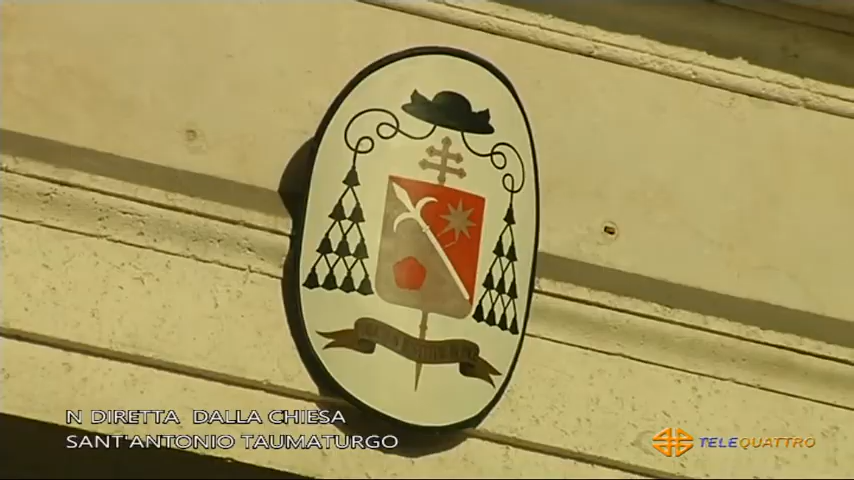 N DIRETTA DALLA CHIESA
SANT'ANTONIO TAUMATURGO
TELEQUATTRO